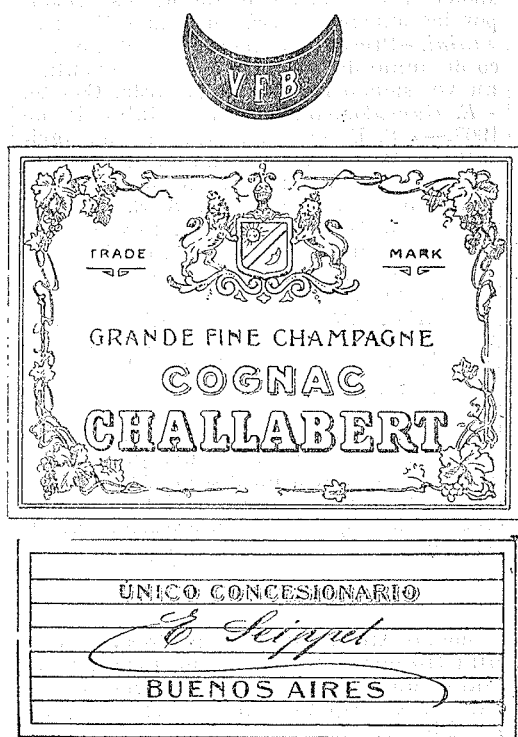 VFB
TRADE MARK
GRANDE FINE CHAMPAGNE
COGNAC
CHALLABERT
ÚNICO CONCESIONARIO
E. Seippel
BUENOS AIRES